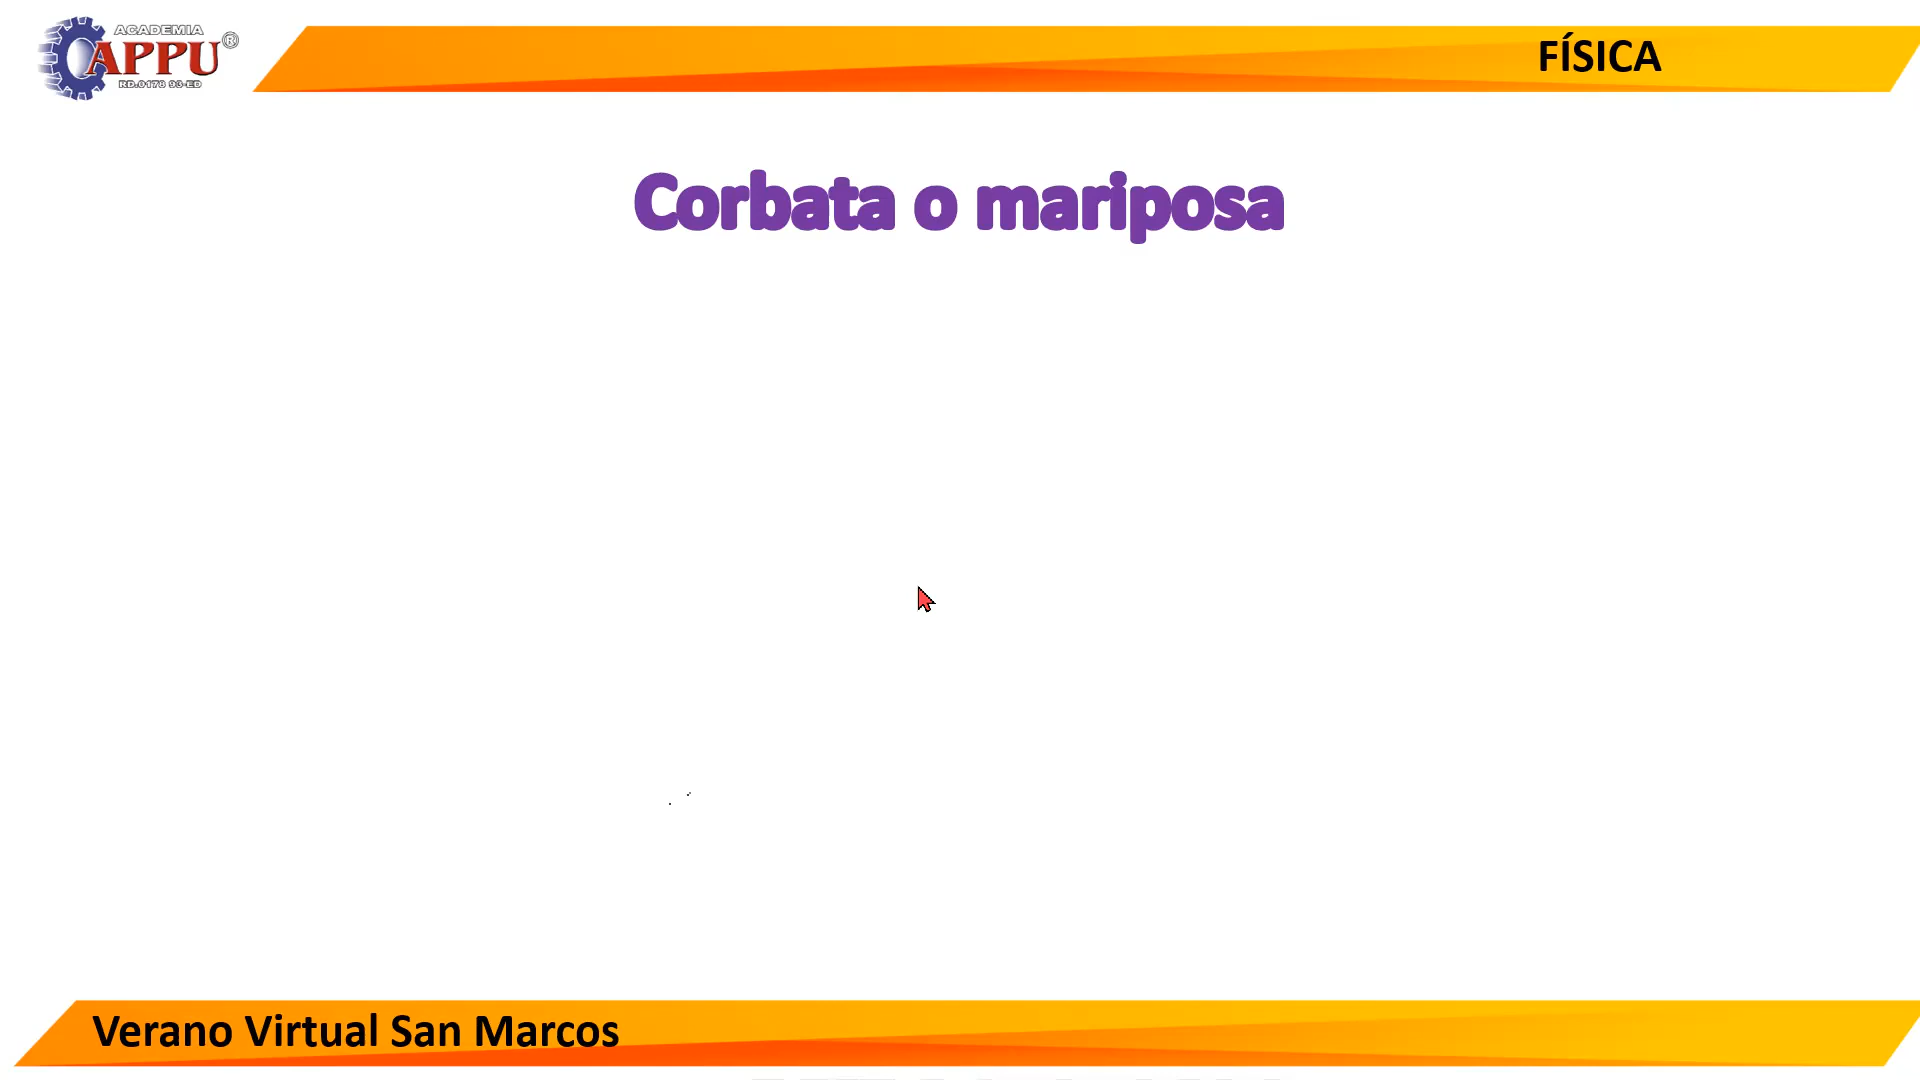 ACADEMIA
APPU®
RD.0178 93-ED
FÍSICA
Corbata o mariposa
Verano Virtual San Marcos